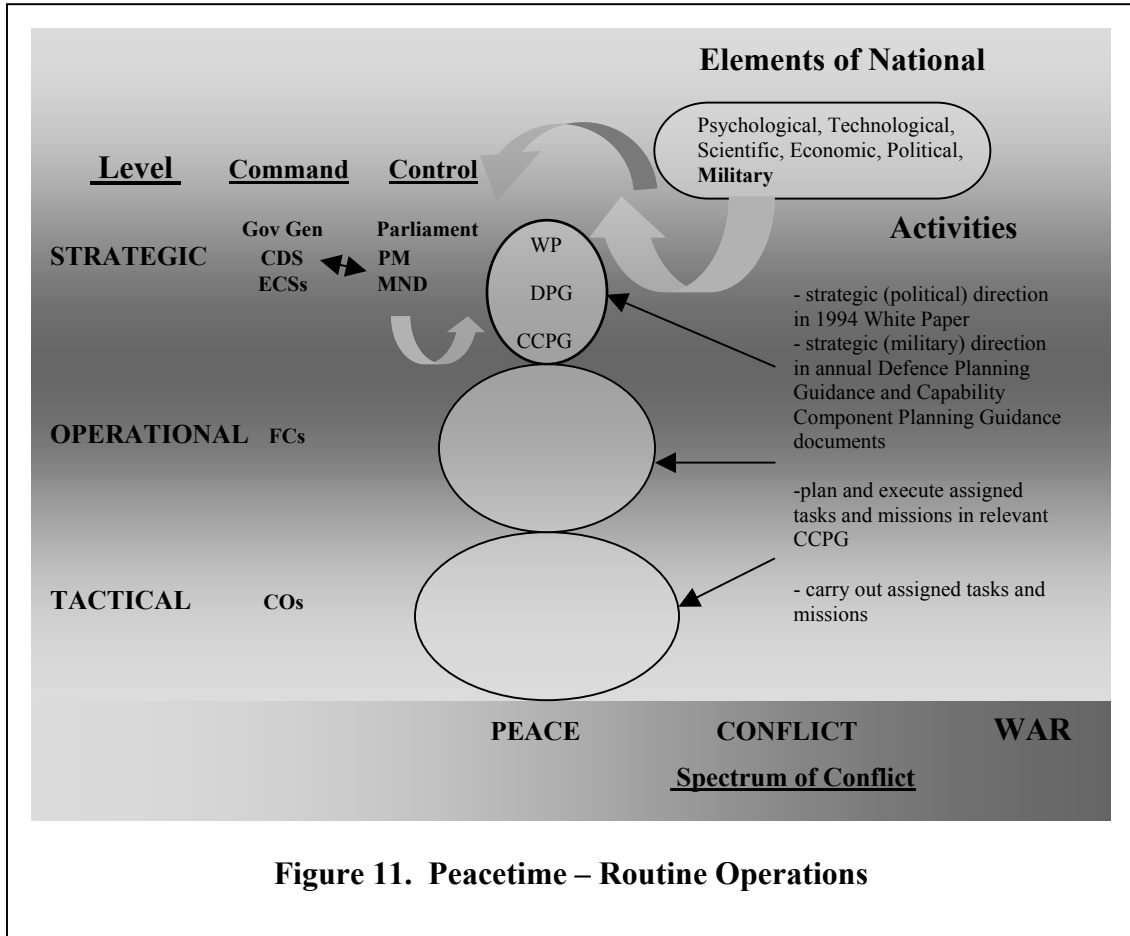 Elements of National
Psychological, Technological,
Scientific, Economic, Political,
Military
Level Command Control
Activities
STRATEGIC
Gov Gen
CDS
ECSs
Parliament
PM
MND
WP
DPG
CCPG
- strategic (political) direction
in 1994 White Paper
- strategic (military) direction
in annual Defence Planning
Guidance and Capability
Component Planning Guidance
documents
OPERATIONAL FCs
-plan and execute assigned
tasks and missions in relevant
CCPG
TACTICAL COs
- carry out assigned tasks and
missions
PEACE CONFLICT WAR
Spectrum of Conflict
Figure 11. Peacetime – Routine Operations